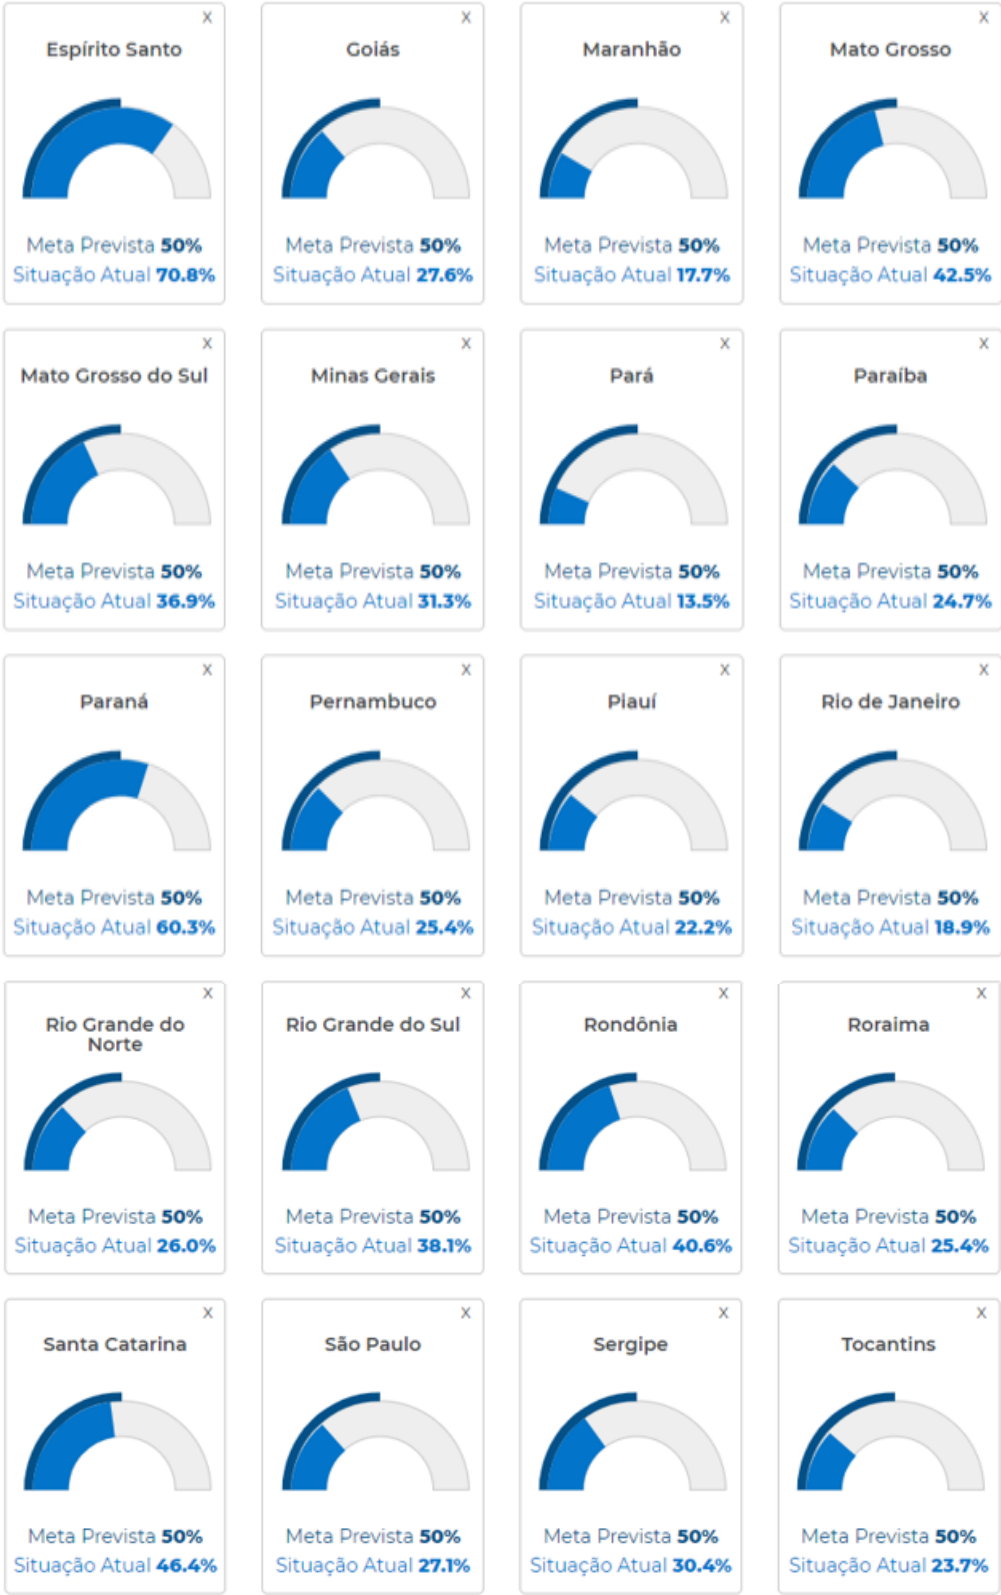 X
Espírito Santo
Meta Prevista 50%
Situação Atual 70.8%
X
Goiás
Meta Prevista 50%
Situação Atual 27.6%
X
Maranhão
Meta Prevista 50%
Situação Atual 17.7%
X
Mato Grosso
Meta Prevista 50%
Situação Atual 42.5%
X
Mato Grosso do Sul
Meta Prevista 50%
Situação Atual 36.9%
X
Minas Gerais
Meta Prevista 50%
Situação Atual 31.3%
X
Pará
Meta Prevista 50%
Situação Atual 13.5%
X
Paraíba
Meta Prevista 50%
Situação Atual 24.7%
X
Paraná
Meta Prevista 50%
Situação Atual 60.3%
X
Pernambuco
Meta Prevista 50%
Situação Atual 25.4%
X
Piauí
Meta Prevista 50%
Situação Atual 22.2%
X
Rio de Janeiro
Meta Prevista 50%
Situação Atual 18.9%
X
Rio Grande do
Norte
Meta Prevista 50%
Situação Atual 26.0%
X
Rio Grande do Sul
Meta Prevista 50%
Situação Atual 38.1%
X
Rondônia
Meta Prevista 50%
Situação Atual 40.6%
X
Roraima
Meta Prevista 50%
Situação Atual 25.4%
X
Santa Catarina
Meta Prevista 50%
Situação Atual 46.4%
X
São Paulo
Meta Prevista 50%
Situação Atual 27.1%
X
Sergipe
Meta Prevista 50%
Situação Atual 30.4%
X
Tocantins
Meta Prevista 50%
Situação Atual 23.7%